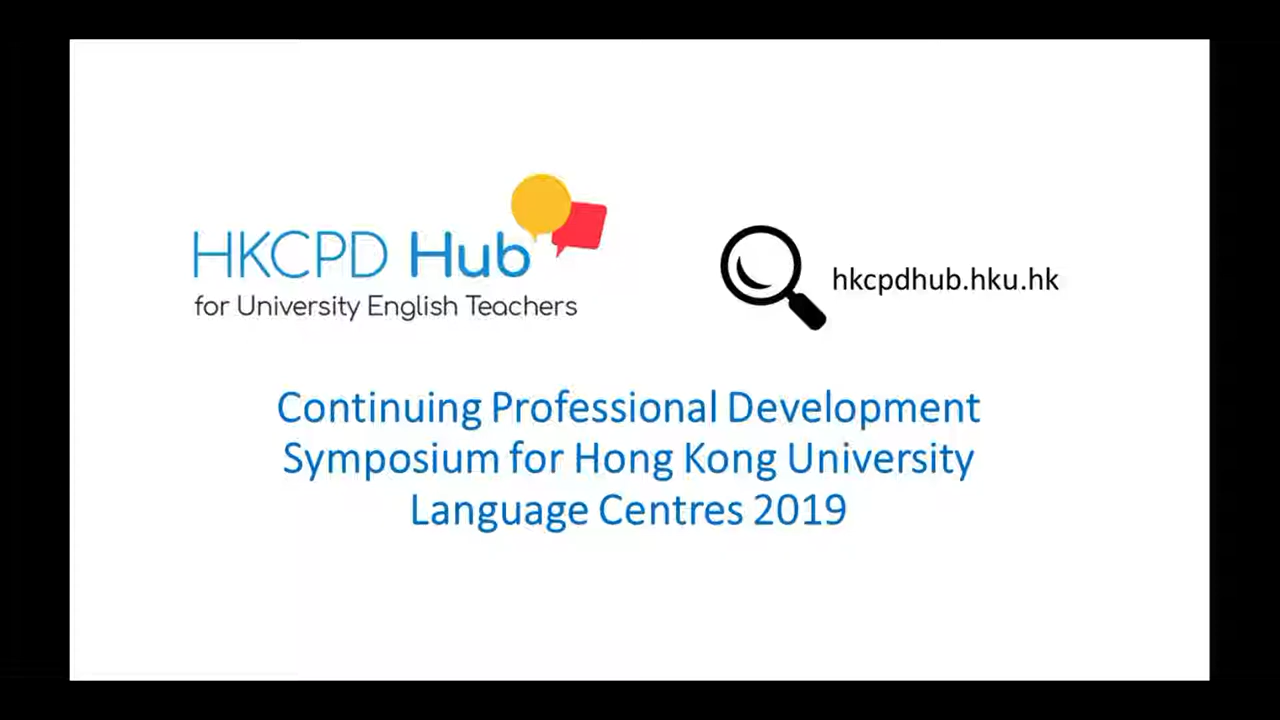 HKCPD Hub
for University English Teachers
hkcpdhub.hku.hk
Continuing Professional Development
Symposium for Hong Kong University
Language Centres 2019